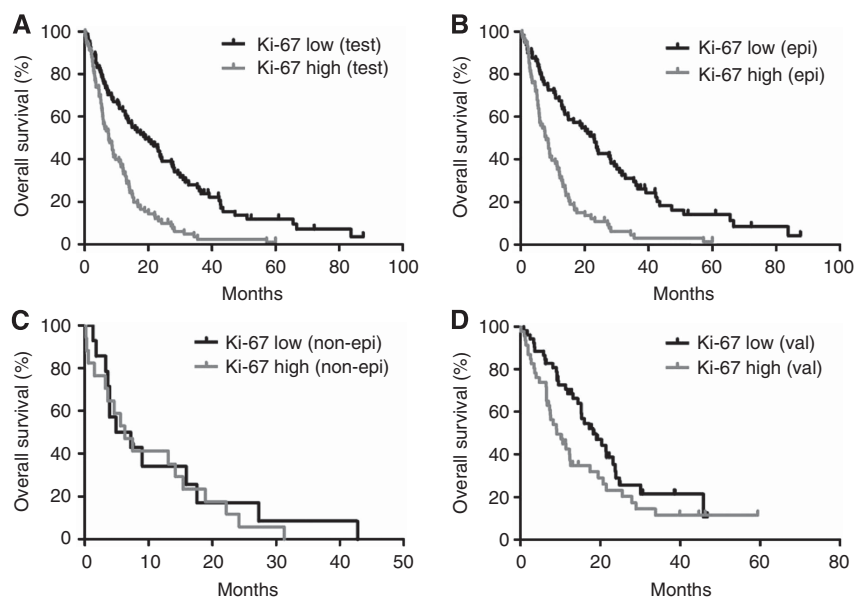 A
Ki-67 low (test)
Ki-67 high (test)
Overall survival (%)
100
80
60
40
20
0
0 20 40 60 80 100
Months
B
Ki-67 low (epi)
Ki-67 high (epi)
Overall survival (%)
100
80
60
40
20
0
0 20 40 60 80 100
Months
C
Ki-67 low (non-epi)
Ki-67 high (non-epi)
Overall survival (%)
100
80
60
40
20
0
0 10 20 30 40 50
Months
D
Ki-67 low (val)
Ki-67 high (val)
Overall survival (%)
100
80
60
40
20
0
0 20 40 60 80
Months